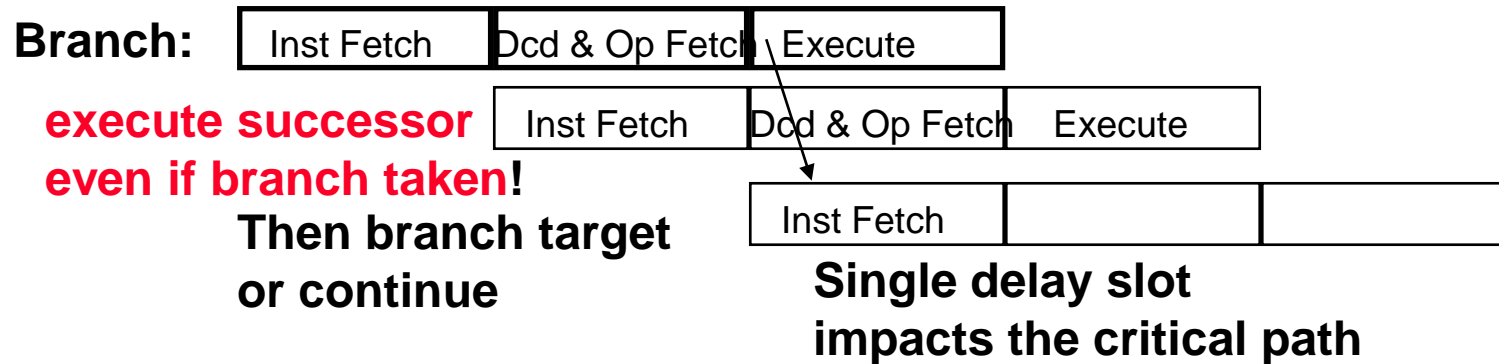 Branch: Inst Fetch Dcd & Op Fetch Execute
execute successor Inst Fetch Dcd & Op Fetch Execute
even if branch taken!
Inst Fetch
Then branch target
or continue
Single delay slot
impacts the critical path